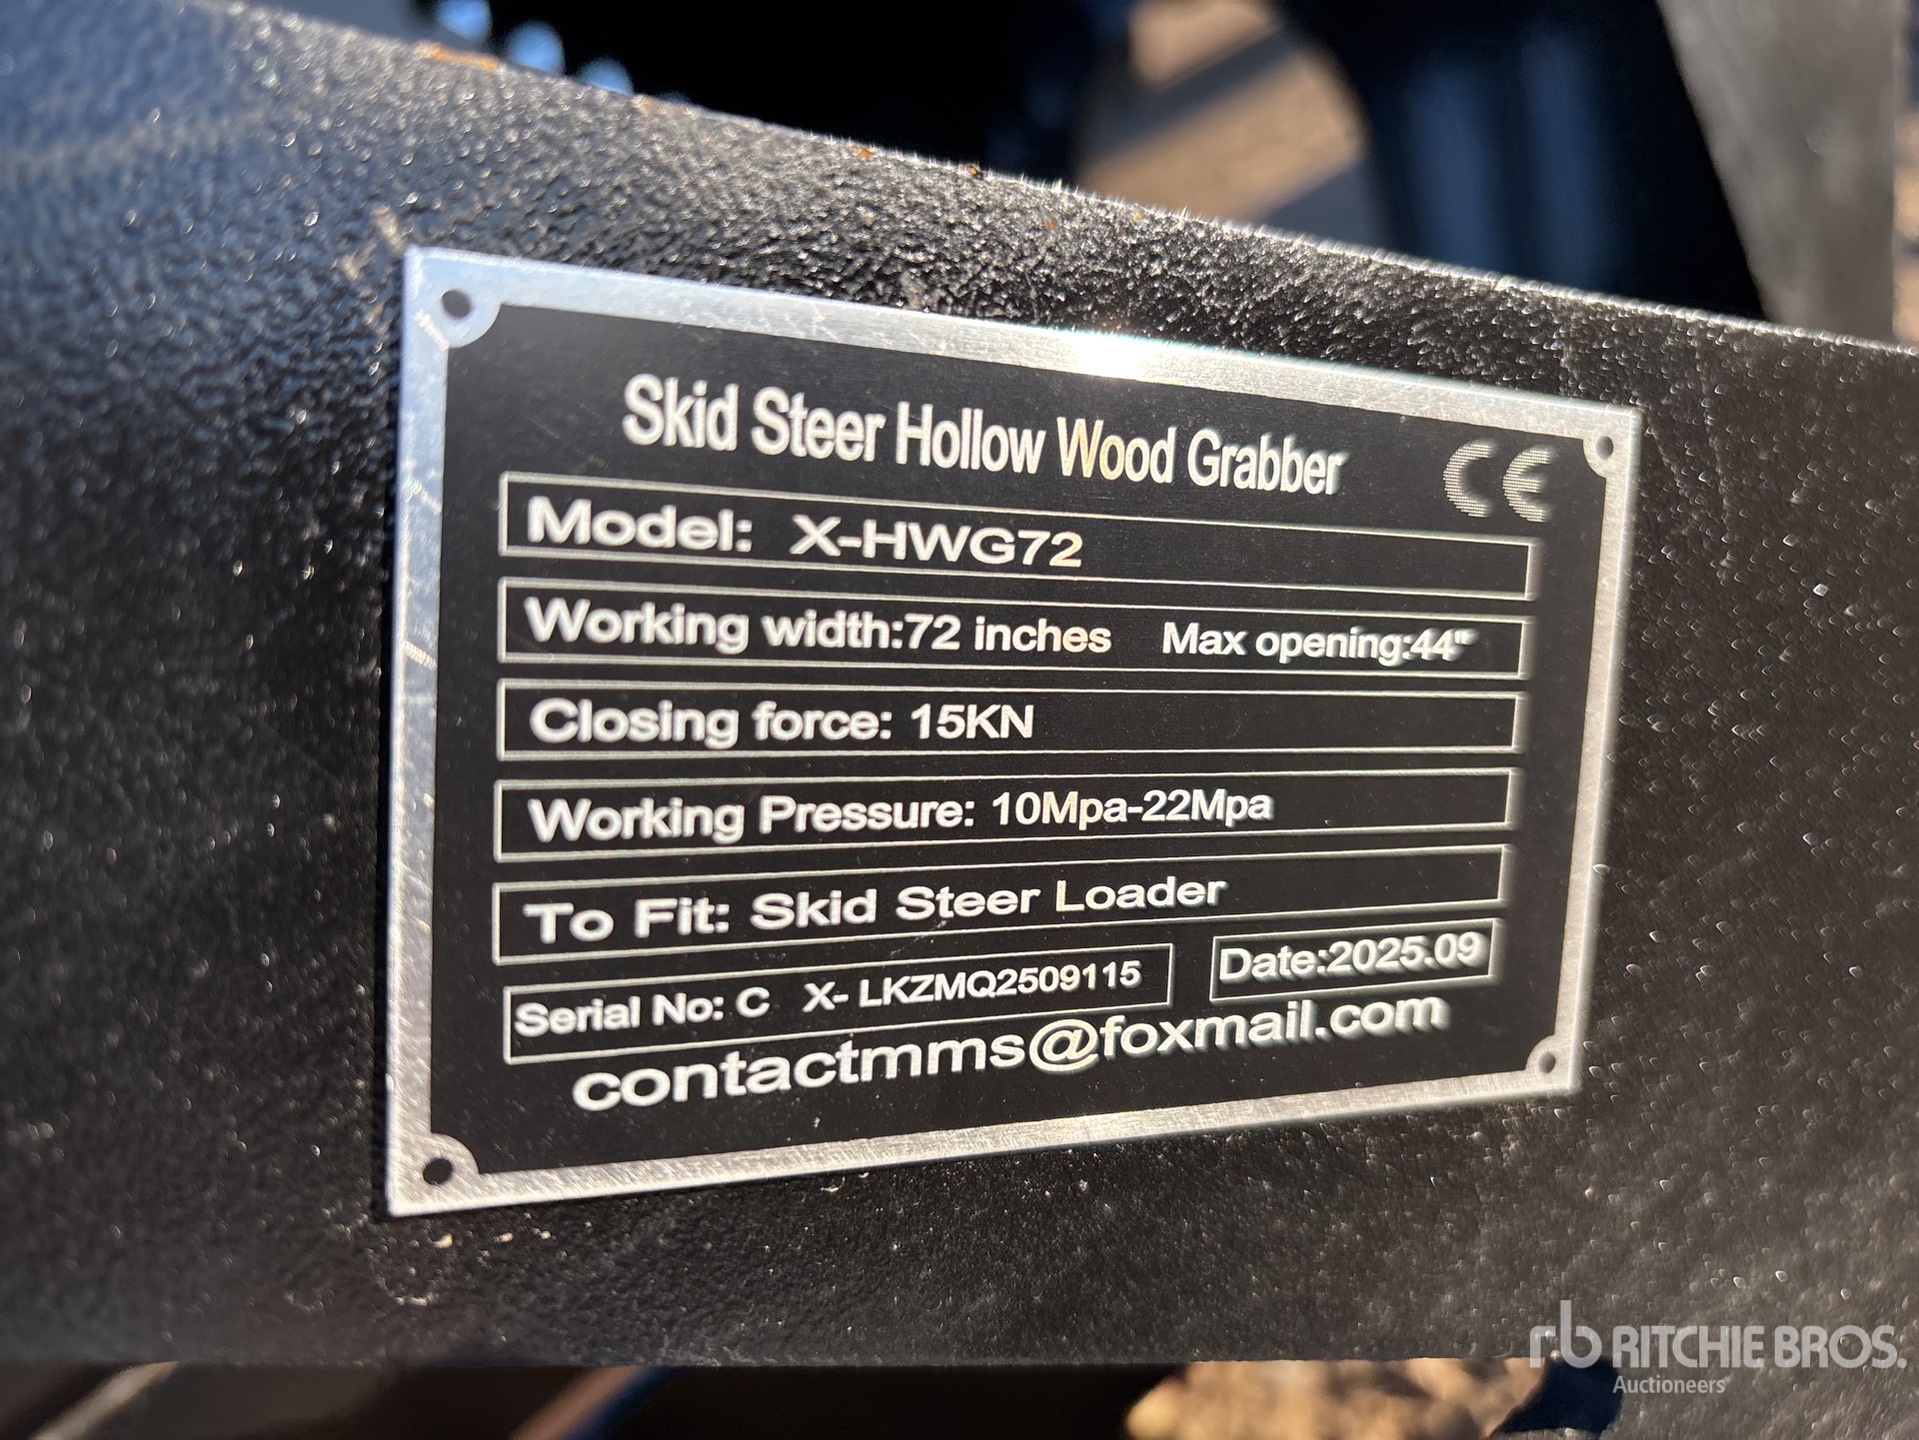 Skid Steer Hollow Wood Grabber
CE
Model: X-HWG72
Working width:72 inches Max opening:44"
Closing force: 15KN
Working Pressure: 10Mpa-22Mpa
To Fit: Skid Steer Loader
Serial No: C X- LKZMQ2509115 Date:2025.09
contactmms@foxmail.com
rb RITCHIE BROS.
Auctioneers